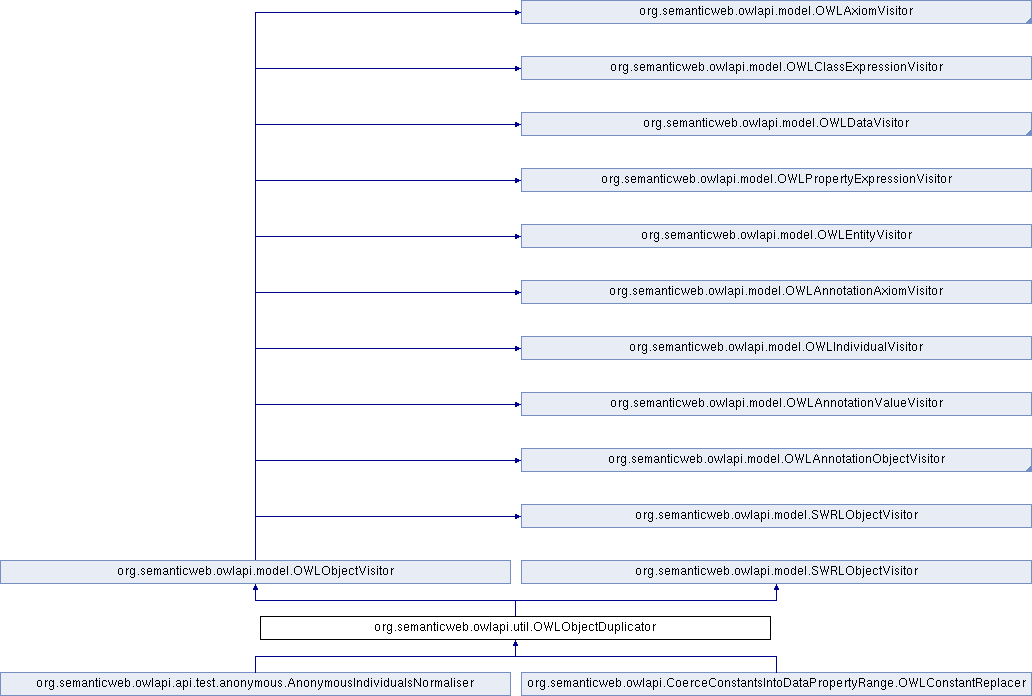 org.semanticweb.owlapi.model.OWLAxiomVisitor
org.semanticweb.owlapi.model.OWLClassExpressionVisitor
org.semanticweb.owlapi.model.OWLDataVisitor
org.semanticweb.owlapi.model.OWLPropertyExpressionVisitor
org.semanticweb.owlapi.model.OWLEntityVisitor
org.semanticweb.owlapi.model.OWLAnnotationAxiomVisitor
org.semanticweb.owlapi.model.OWLIndividualVisitor
org.semanticweb.owlapi.model.OWLAnnotationValueVisitor
org.semanticweb.owlapi.model.OWLAnnotationObjectVisitor
org.semanticweb.owlapi.model.SWRLObjectVisitor
org.semanticweb.owlapi.model.OWLObjectVisitor
org.semanticweb.owlapi.model.SWRLObjectVisitor
org.semanticweb.owlapi.util.OWLObjectDuplicator
org.semanticweb.owlapi.api.test.anonymous.AnonymousIndividualsNormaliser
org.semanticweb.owlapi.CoerceConstantsIntoDataPropertyRange.OWLConstantReplacer